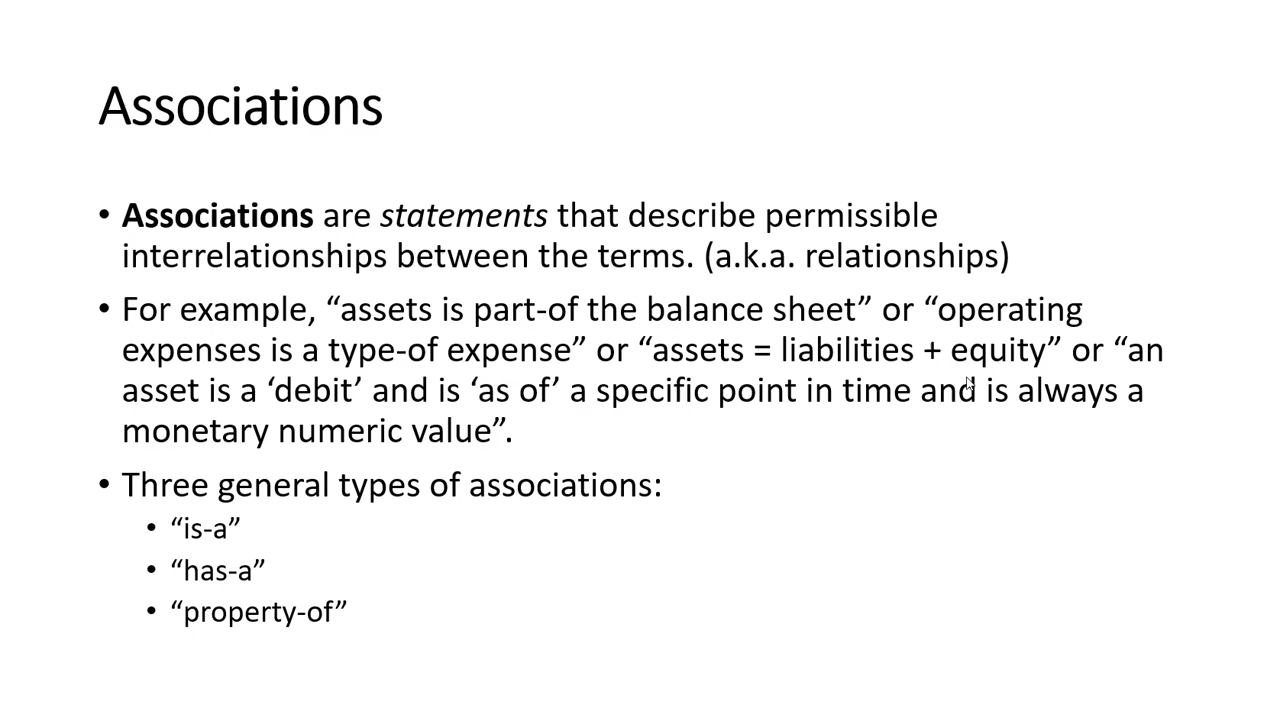 Associations
• Associations are statements that describe permissible
interrelationships between the terms. (a.k.a. relationships)
• For example, “assets is part-of the balance sheet” or “operating
expenses is a type-of expense” or “assets = liabilities + equity” or “an
asset is a ‘debit’ and is ‘as of’ a specific point in time and is always a
monetary numeric value”.
• Three general types of associations:
• “is-a”
• “has-a”
• “property-of”